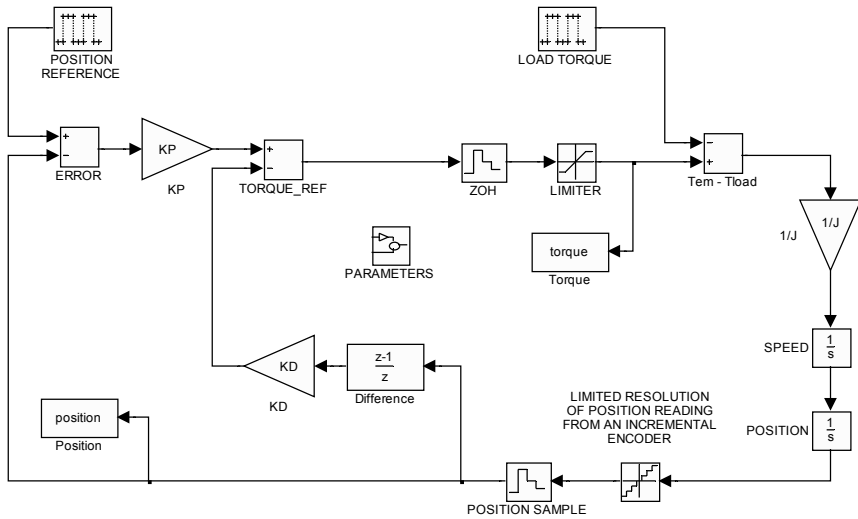 POSITION
REFERENCE
LOAD TORQUE
+
−
ERROR
KP
KP
+
−
TORQUE_REF
ZOH
LIMITER
−
+
Tem - Tload
1/J
1/J
torque
Torque
PARAMETERS
SPEED
1
s
KD
KD
z-1
z
Difference
LIMITED RESOLUTION
OF POSITION READING
FROM AN INCREMENTAL
ENCODER
position
Position
POSITION
1
s
POSITION SAMPLE